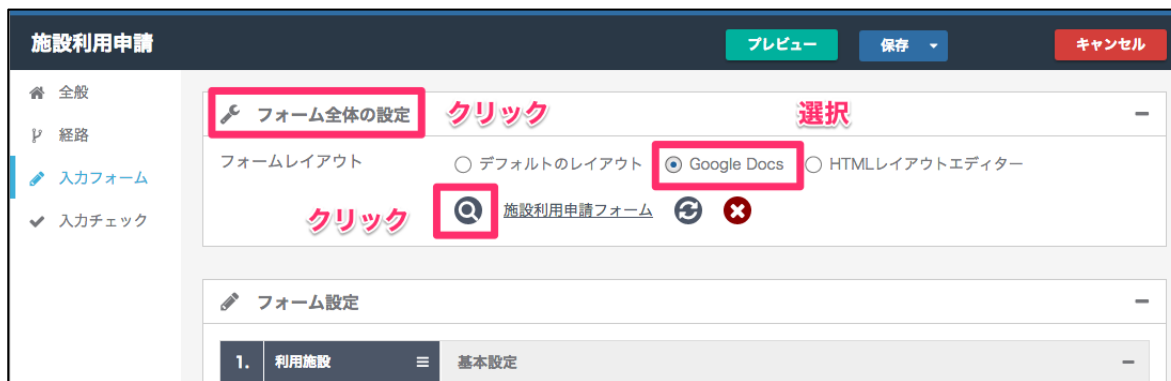 施設利用申請 プレビュー 保存 キャンセル
全般
経路
入力フォーム
入力チェック
フォーム全体の設定 クリック 選択
フォームレイアウト デフォルトのレイアウト Google Docs HTMLレイアウトエディター
クリック 施設利用申請フォーム
フォーム設定
1. 利用施設 基本設定